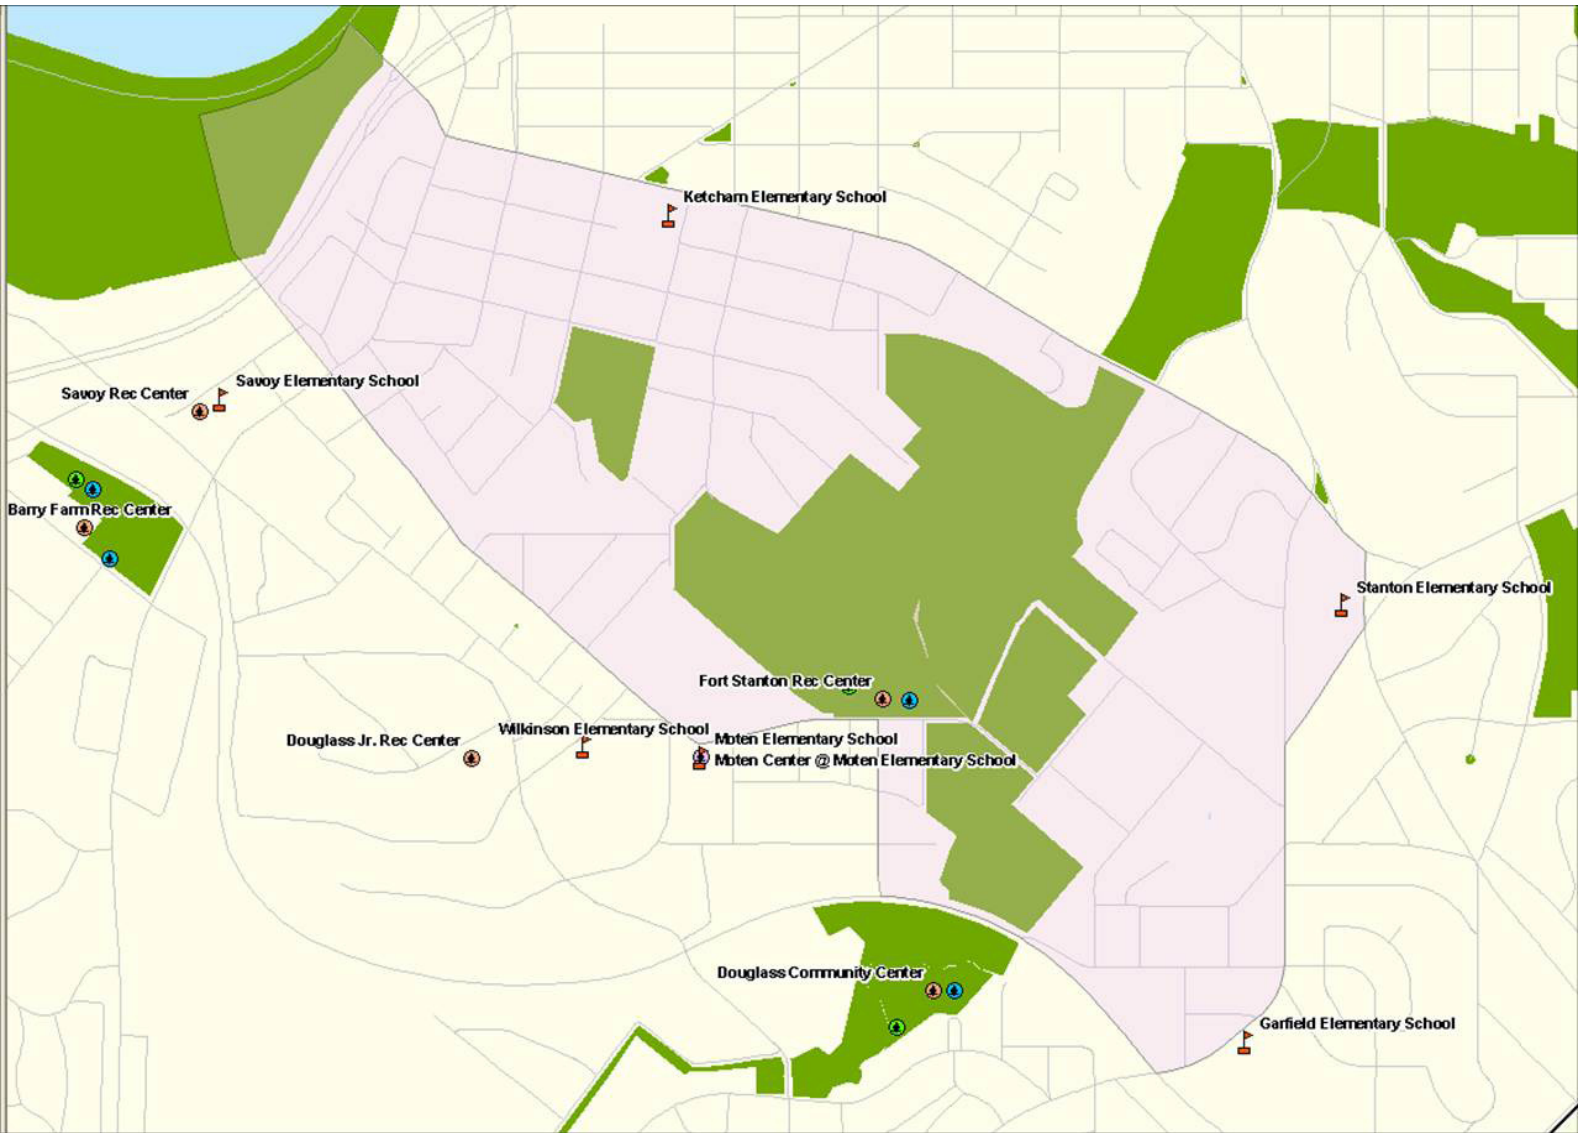 Ketcham Elementary School
Savoy Elementary School
Savoy Rec Center
Barry Farm Rec Center
Stanton Elementary School
Fort Stanton Rec Center
Wilkinson Elementary School
Douglass Jr. Rec Center
Moten Elementary School
Moten Center @ Moten Elementary School
Douglass Community Center
Garfield Elementary School